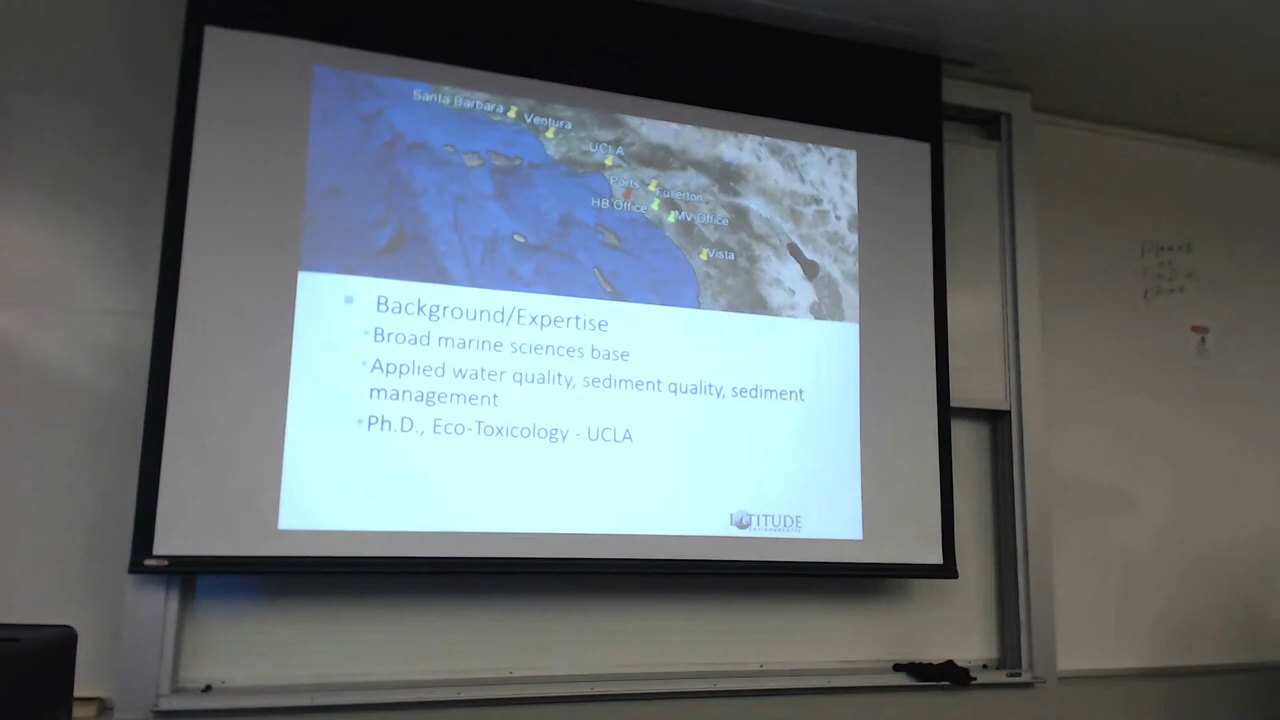 Santa Barbara
Ventura
UCLA
Ports
Fullerton
HB Office
MV Office
Vista
Background/Expertise
Broad marine sciences base
Applied water quality, sediment quality, sediment
management
Ph.D., Eco-Toxicology - UCLA
LATITUDE
ENVIRONMENTAL